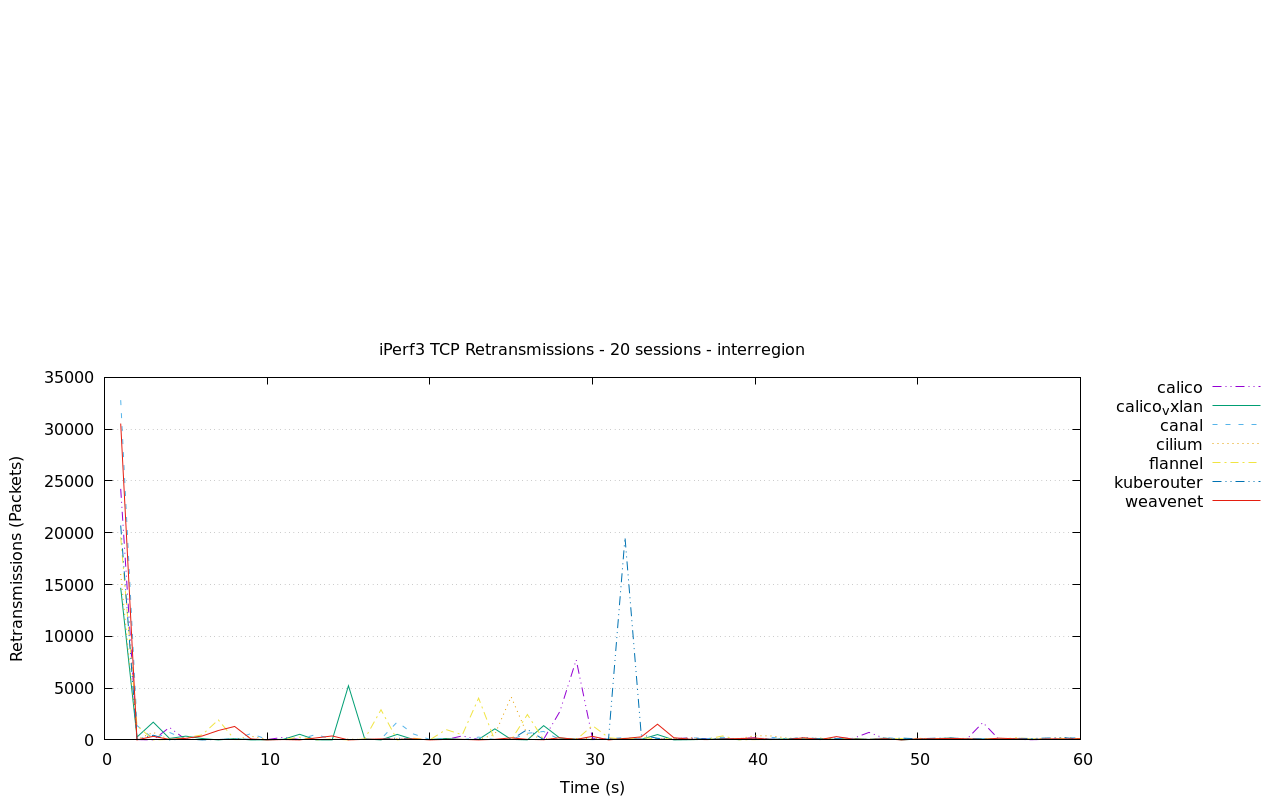 iPerf3 TCP Retransmissions - 20 sessions - interregion
35000
30000
25000
20000
15000
10000
5000
0
Retransmissions (Packets)
0 10 20 30 40 50 60
Time (s)
calico
calicovxlan
canal
cilium
flannel
kuberouter
weavenet